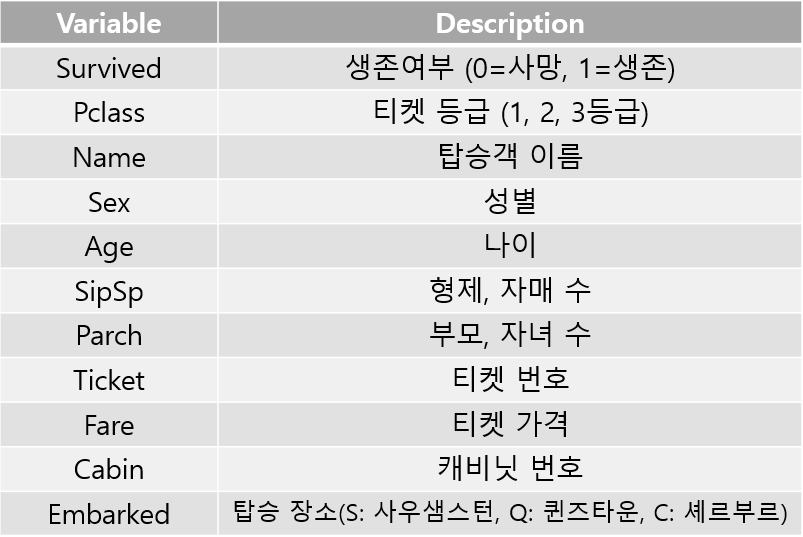 Variable Description
Survived 생존여부 (0=사망, 1=생존)
Pclass 티켓 등급 (1, 2, 3등급)
Name 탑승객 이름
Sex 성별
Age 나이
SipSp 형제, 자매 수
Parch 부모, 자녀 수
Ticket 티켓 번호
Fare 티켓 가격
Cabin 캐비닛 번호
Embarked 탑승 장소(S: 사우샘스턴, Q: 퀸즈타운, C: 셰르부르)